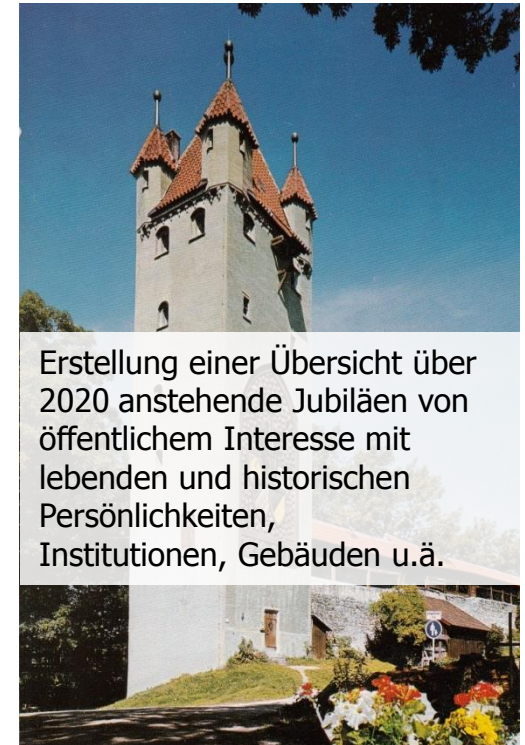 Erstellung einer Übersicht über
2020 anstehende Jubiläen von
öffentlichem Interesse mit
lebenden und historischen
Persönlichkeiten,
Institutionen, Gebäuden u.ä.